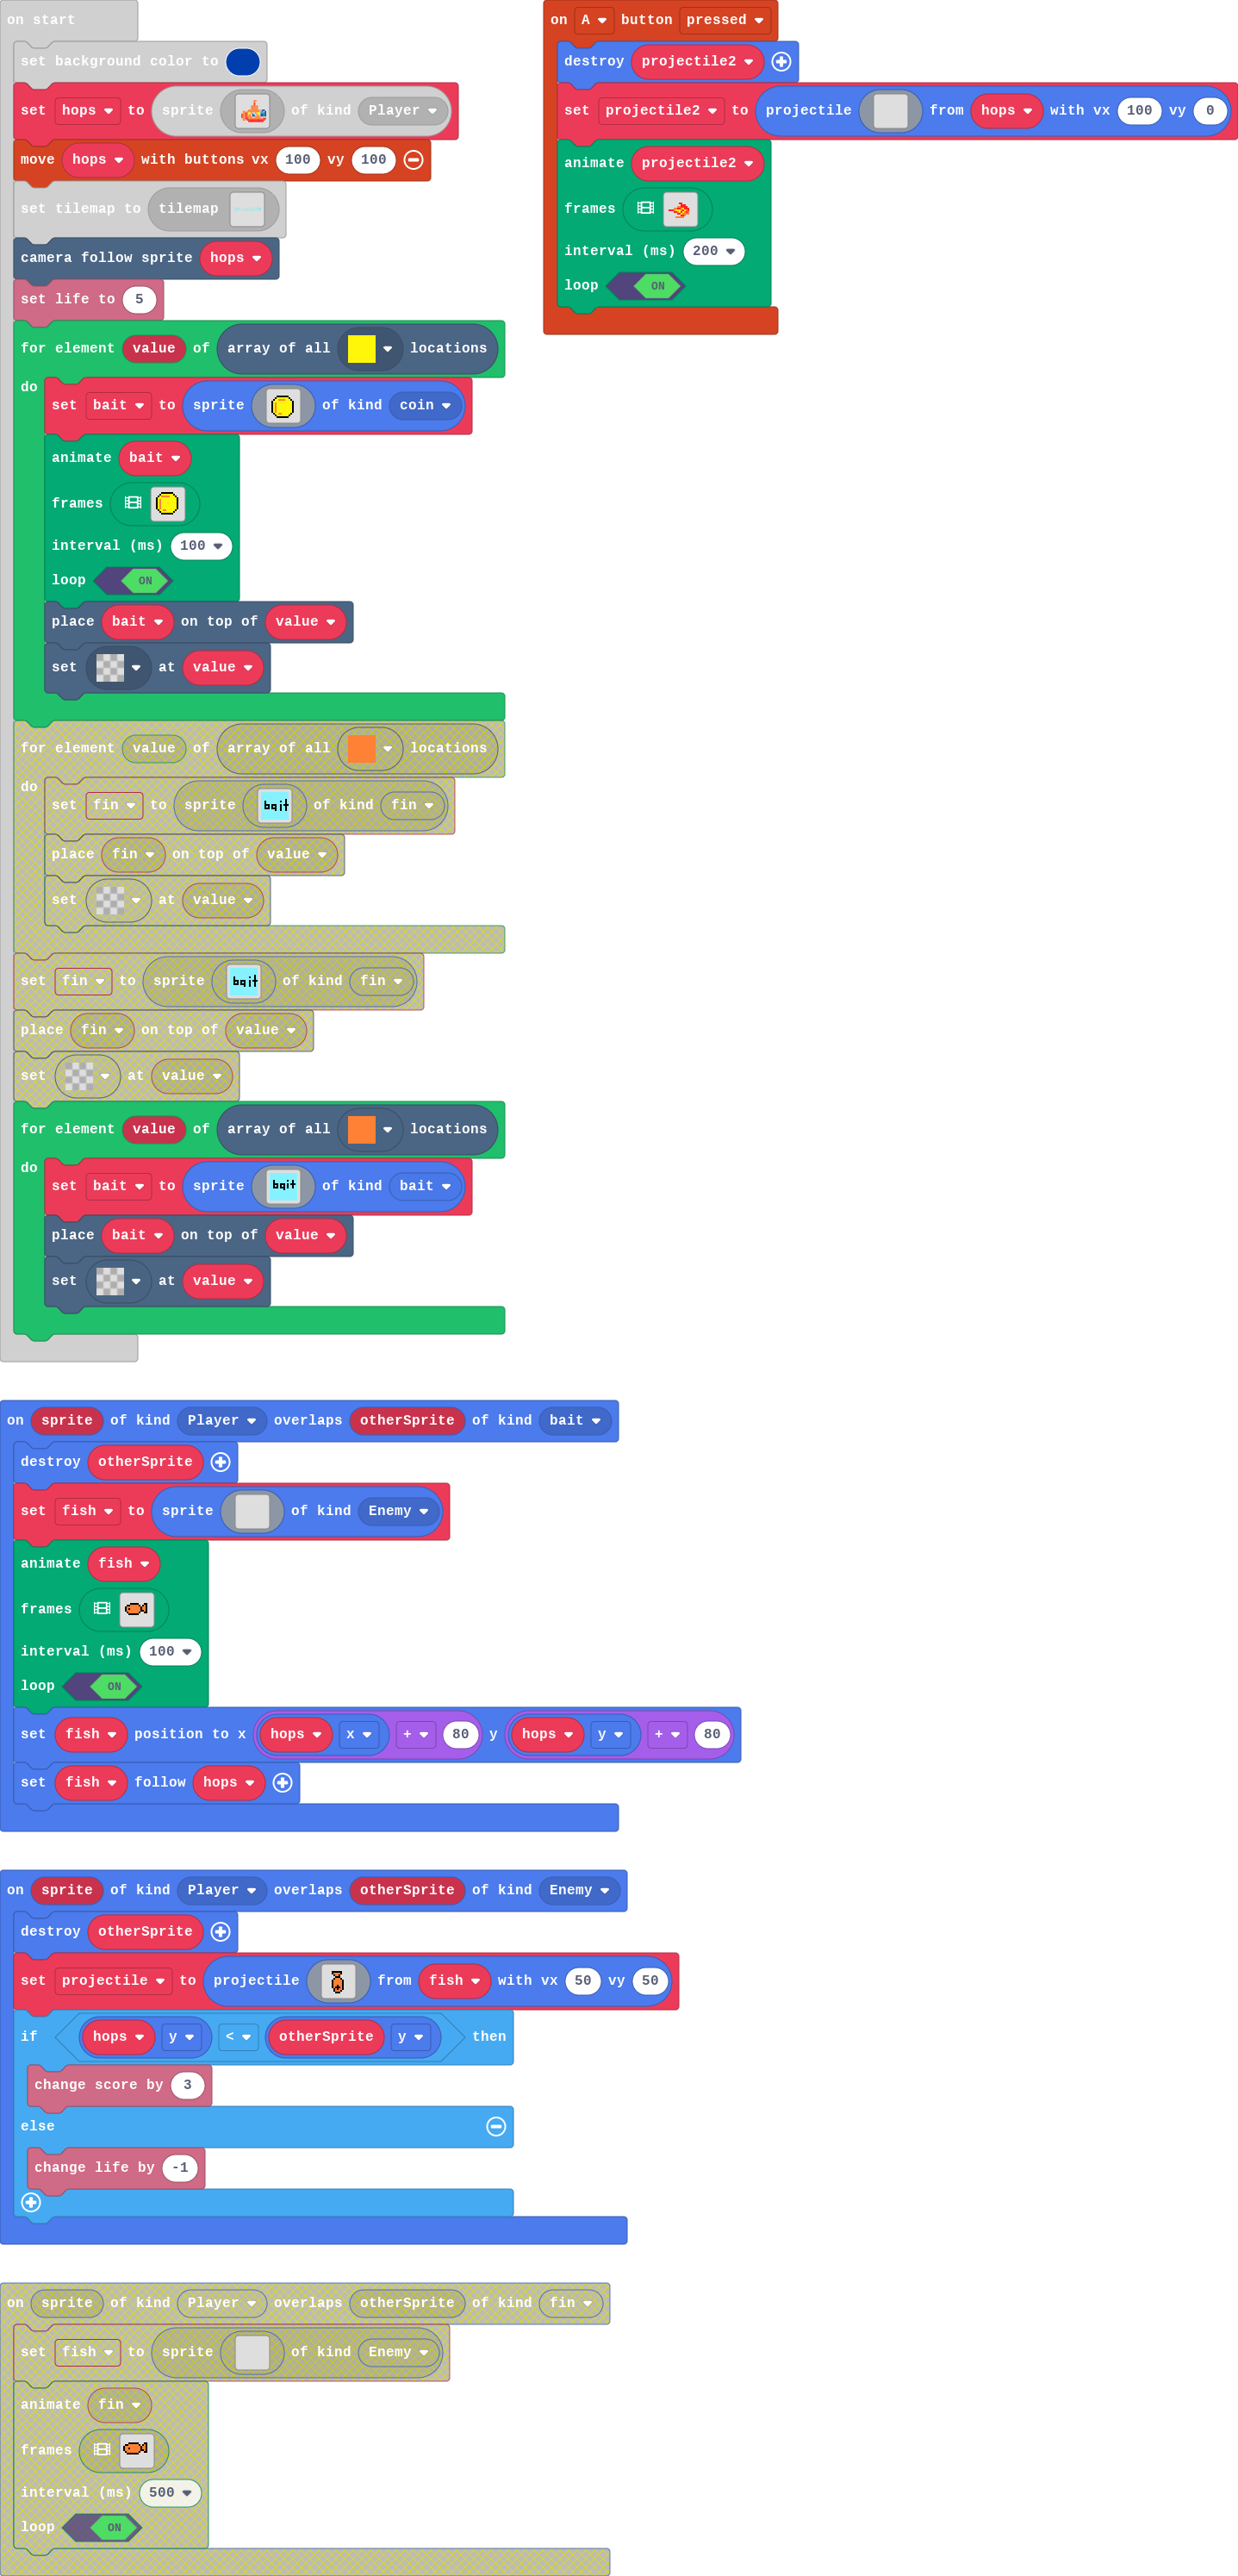 on start
set background color to
set hops to sprite of kind Player
move hops with buttons vx 100 vy 100
set tilemap to tilemap
camera follow sprite hops
set life to 5
for element value of array of all locations
do
set bait to sprite of kind coin
animate bait
frames
interval (ms) 100
loop ON
place bait on top of value
set at value
for element value of array of all locations
do
set fin to sprite bait of kind fin
place fin on top of value
set at value
set fin to sprite bait of kind fin
place fin on top of value
set at value
for element value of array of all locations
do
set bait to sprite bait of kind bait
place bait on top of value
set at value
on A button pressed
destroy projectile2
set projectile2 to projectile from hops with vx 100 vy 0
animate projectile2
frames
interval (ms) 200
loop ON
on sprite of kind Player overlaps otherSprite of kind bait
destroy otherSprite
set fish to sprite of kind Enemy
animate fish
frames
interval (ms) 100
loop ON
set fish position to x hops x + 80 y hops y + 80
set fish follow hops
on sprite of kind Player overlaps otherSprite of kind Enemy
destroy otherSprite
set projectile to projectile from fish with vx 50 vy 50
if hops y < otherSprite y then
change score by 3
else
change life by -1
on sprite of kind Player overlaps otherSprite of kind fin
set fish to sprite of kind Enemy
animate fin
frames
interval (ms) 500
loop ON